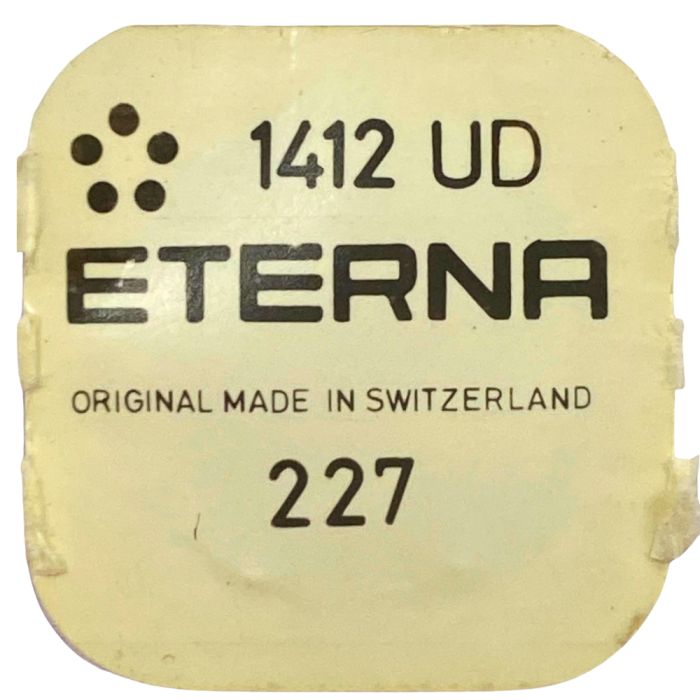 1412 UD
ETERNA
ORIGINAL MADE IN SWITZERLAND
227